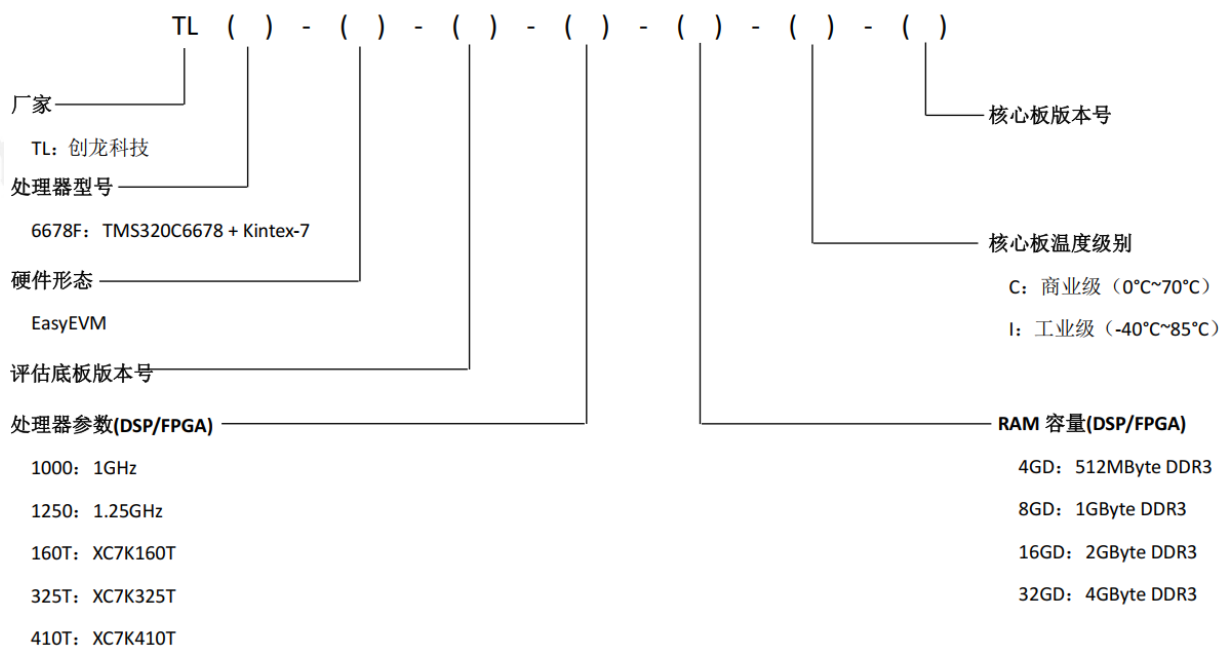 TL ( ) - ( ) - ( ) - ( ) - ( ) - ( ) - ( )
厂家
TL：创龙科技
处理器型号
6678F：TMS320C6678 + Kintex-7
硬件形态
EasyEVM
评估底板版本号
处理器参数(DSP/FPGA)
1000：1GHz
1250：1.25GHz
160T：XC7K160T
325T：XC7K325T
410T：XC7K410T
核心板版本号
核心板温度级别
C：商业级（0°C~70°C）
I：工业级（-40°C~85°C）
RAM 容量(DSP/FPGA)
4GD：512MByte DDR3
8GD：1GByte DDR3
16GD：2GByte DDR3
32GD：4GByte DDR3